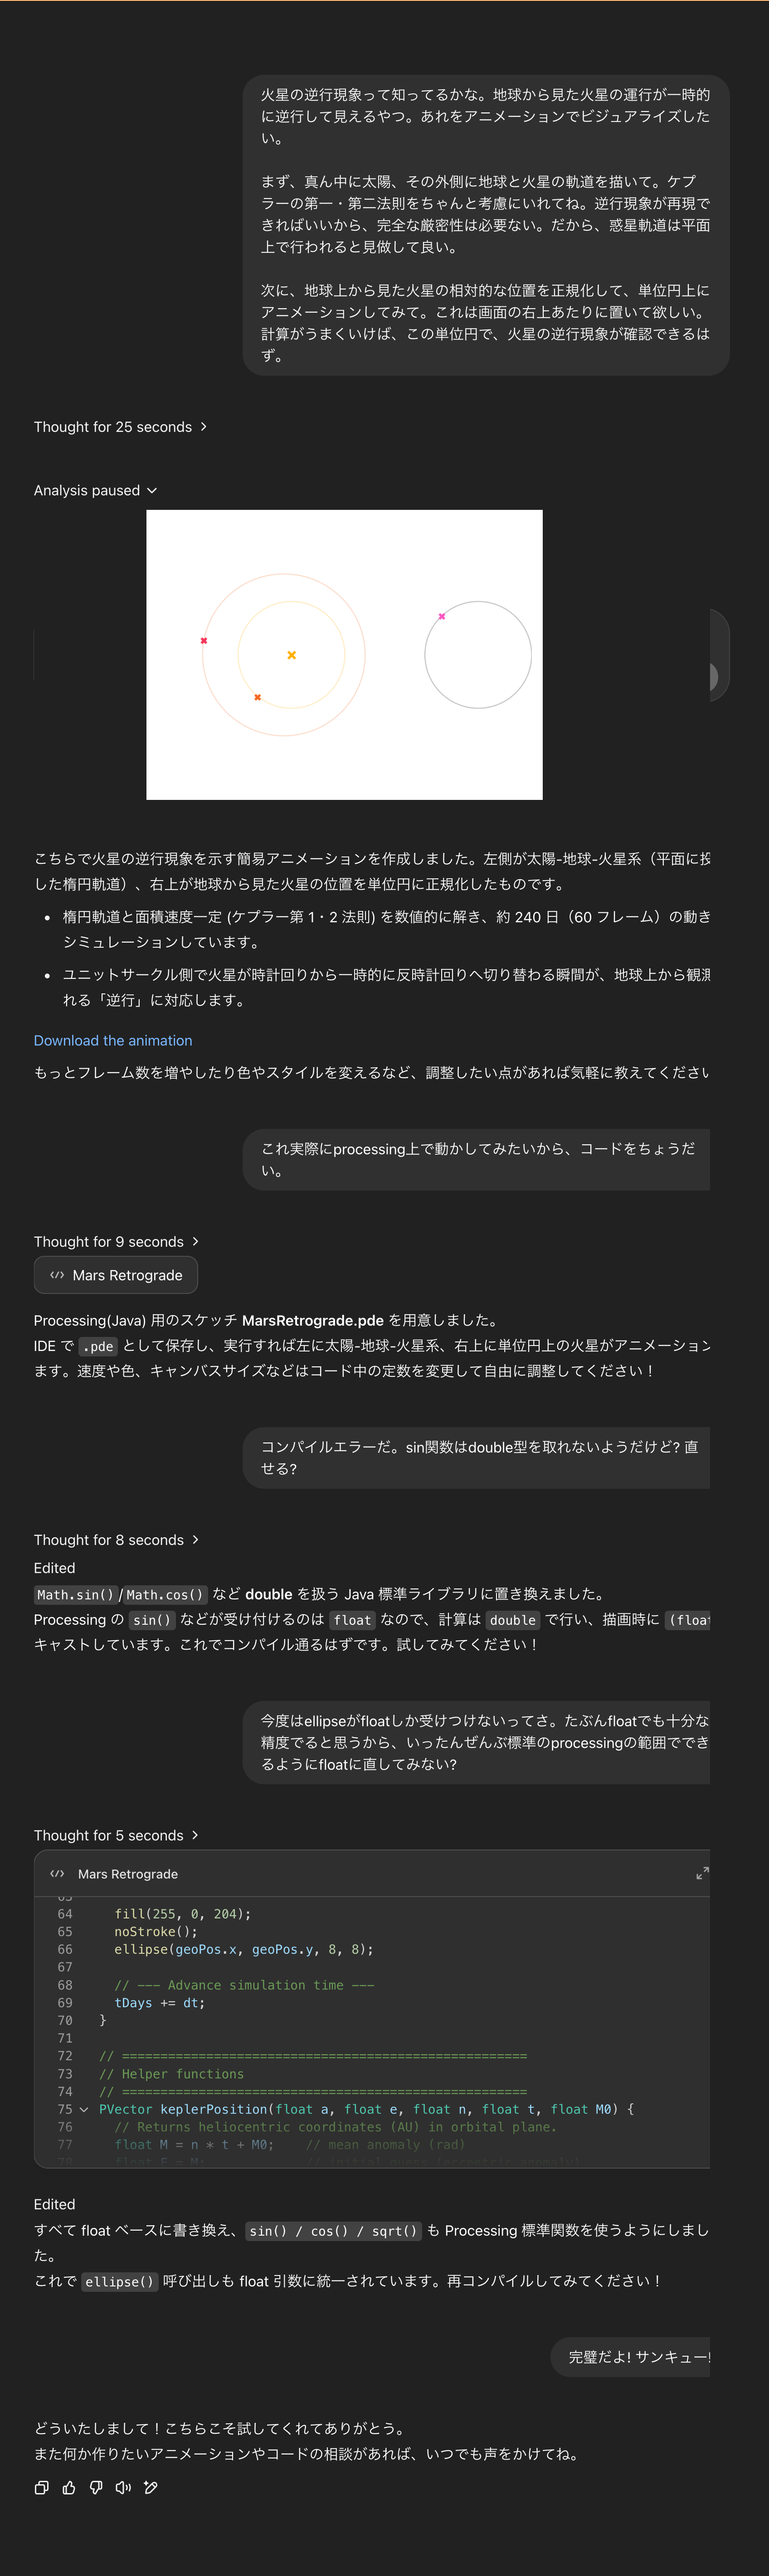 火星の逆行現象って知ってるかな。地球から見た火星の運行が一時的
に逆行して見えるやつ。あれをアニメーションでビジュアライズした
い。
まず、真ん中に太陽、その外側に地球と火星の軌道を描いて。ケプ
ラーの第一・第二法則をちゃんと考慮にいれてね。逆行現象が再現で
きればいいから、完全な厳密性は必要ない。だから、惑星軌道は平面
上で行われると見做して良い。
次に、地球上から見た火星の相対的な位置を正規化して、単位円上に
アニメーションしてみて。これは画面の右上あたりに置いて欲しい。
計算がうまくいけば、この単位円で、火星の逆行現象が確認できるは
ず。
Thought for 25 seconds
Analysis paused
こちらで火星の逆行現象を示す簡易アニメーションを作成しました。左側が太陽-地球-火星系（平面に投
した楕円軌道）、右上が地球から見た火星の位置を単位円に正規化したものです。
• 楕円軌道と面積速度一定 (ケプラー第 1・2 法則) を数値的に解き、約 240 日（60 フレーム）の動き
シミュレーションしています。
• ユニットサークル側で火星が時計回りから一時的に反時計回りへ切り替わる瞬間が、地球上から観測
れる「逆行」に対応します。
Download the animation
もっとフレーム数を増やしたり色やスタイルを変えるなど、調整したい点があれば気軽に教えてください
これ実際にprocessing上で動かしてみたいから、コードをちょうだ
い。
Thought for 9 seconds
Mars Retrograde
Processing(Java) 用のスケッチ MarsRetrograde.pde を用意しました。
IDE で .pde として保存し、実行すれば左に太陽-地球-火星系、右上に単位円上の火星がアニメーション
ます。速度や色、キャンバスサイズなどはコード中の定数を変更して自由に調整してください！
コンパイルエラーだ。sin関数はdouble型を取れないようだけど? 直
せる?
Thought for 8 seconds
Edited
Math.sin()/Math.cos() など double を扱う Java 標準ライブラリに置き換えました。
Processing の sin() などが受け付けるのは float なので、計算は double で行い、描画時に (float
キャストしています。これでコンパイル通るはずです。試してみてください！
今度はellipseがfloatしか受けつけないってさ。たぶんfloatでも十分な
精度でると思うから、いったんぜんぶ標準のprocessingの範囲でき
るようにfloatに直してみない?
Thought for 5 seconds
Mars Retrograde
63
64 fill(255, 0, 204);
65 noStroke();
66 ellipse(geoPos.x, geoPos.y, 8, 8);
67
68 // --- Advance simulation time ---
69 tDays += dt;
70 }
71
72 // =====================================================
73 // Helper functions
74 // =====================================================
75 PVector keplerPosition(float a, float e, float n, float t, float M0) {
76 // Returns heliocentric coordinates (AU) in orbital plane.
77 float M = n * t + M0; // mean anomaly (rad)
78 float E = M; // initial guess (eccentric anomaly)
Edited
すべて float ベースに書き換え、sin() / cos() / sqrt() も Processing 標準関数を使うようにしまし
た。
これで ellipse() 呼び出しも float 引数に統一されています。再コンパイルしてみてください！
完璧だよ! サンキュー!
どういたしまして！こちらこそ試してくれてありがとう。
また何か作りたいアニメーションやコードの相談があれば、いつでも声をかけてね。